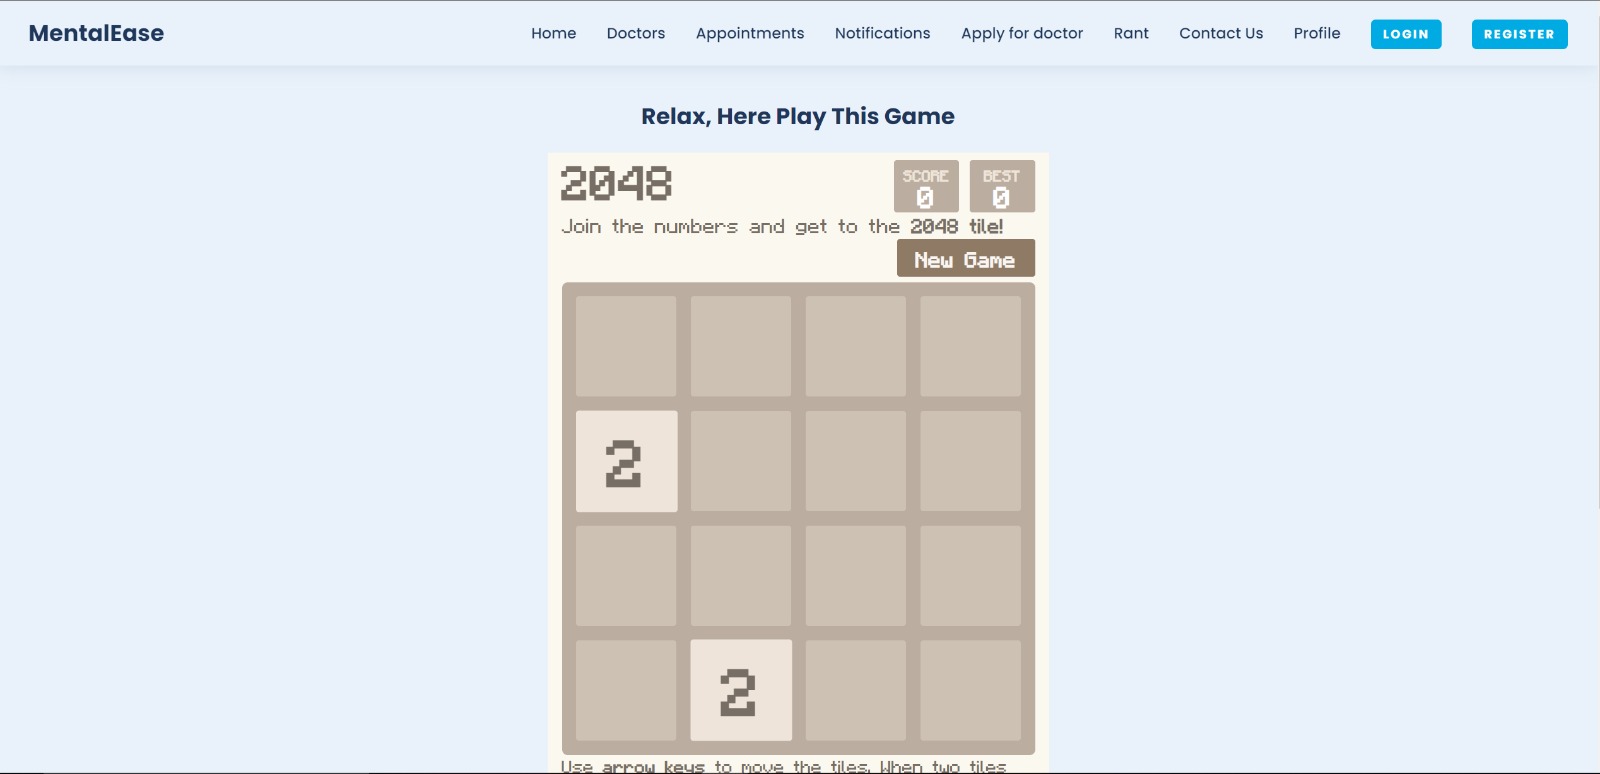 MentalEase Home Doctors Appointments Notifications Apply for doctor Rant Contact Us Profile LOGIN REGISTER
Relax, Here Play This Game
2048
SCORE
0
BEST
0
Join the numbers and get to the 2048 tile!
New Game
2
2
Use arrow keys to move the tiles. When two tiles